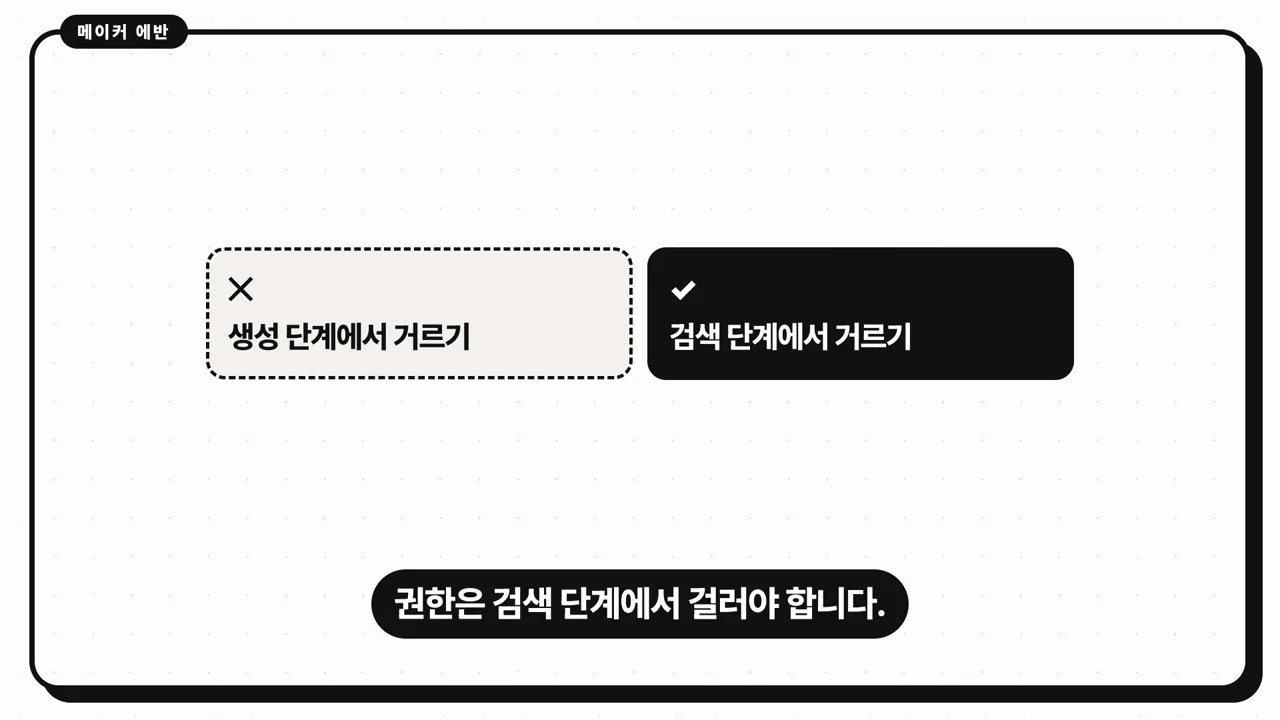 메이커 에반
생성 단계에서 거르기
검색 단계에서 거르기
권한은 검색 단계에서 걸러야 합니다.